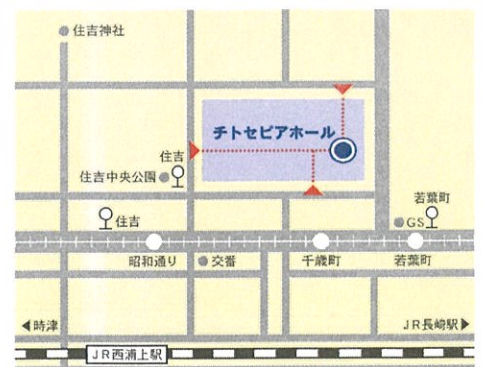 住吉神社
チトセピアホール
住吉
住吉中央公園
若葉町
住吉
GS
昭和通り
交番
千歳町
若葉町
◀時津
JR長崎駅▶
JR西浦上駅